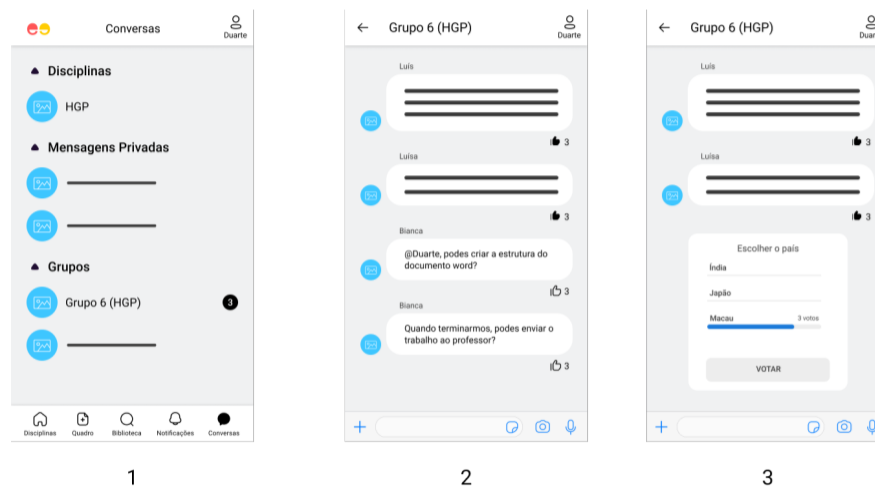 Conversas
Duarte
Disciplinas
HGP
Mensagens Privadas
Grupos
Grupo 6 (HGP)
3
Disciplinas
Quadro
Biblioteca
Notificações
Conversas
1
Grupo 6 (HGP)
Duarte
Luís
3
Luísa
3
Bianca
@Duarte, podes criar a estrutura do
documento word?
3
Bianca
Quando terminarmos, podes enviar o
trabalho ao professor?
3
2
Grupo 6 (HGP)
Duar
Luís
3
Luísa
3
Escolher o país
Índia
Japão
Macau
3 votos
VOTAR
3